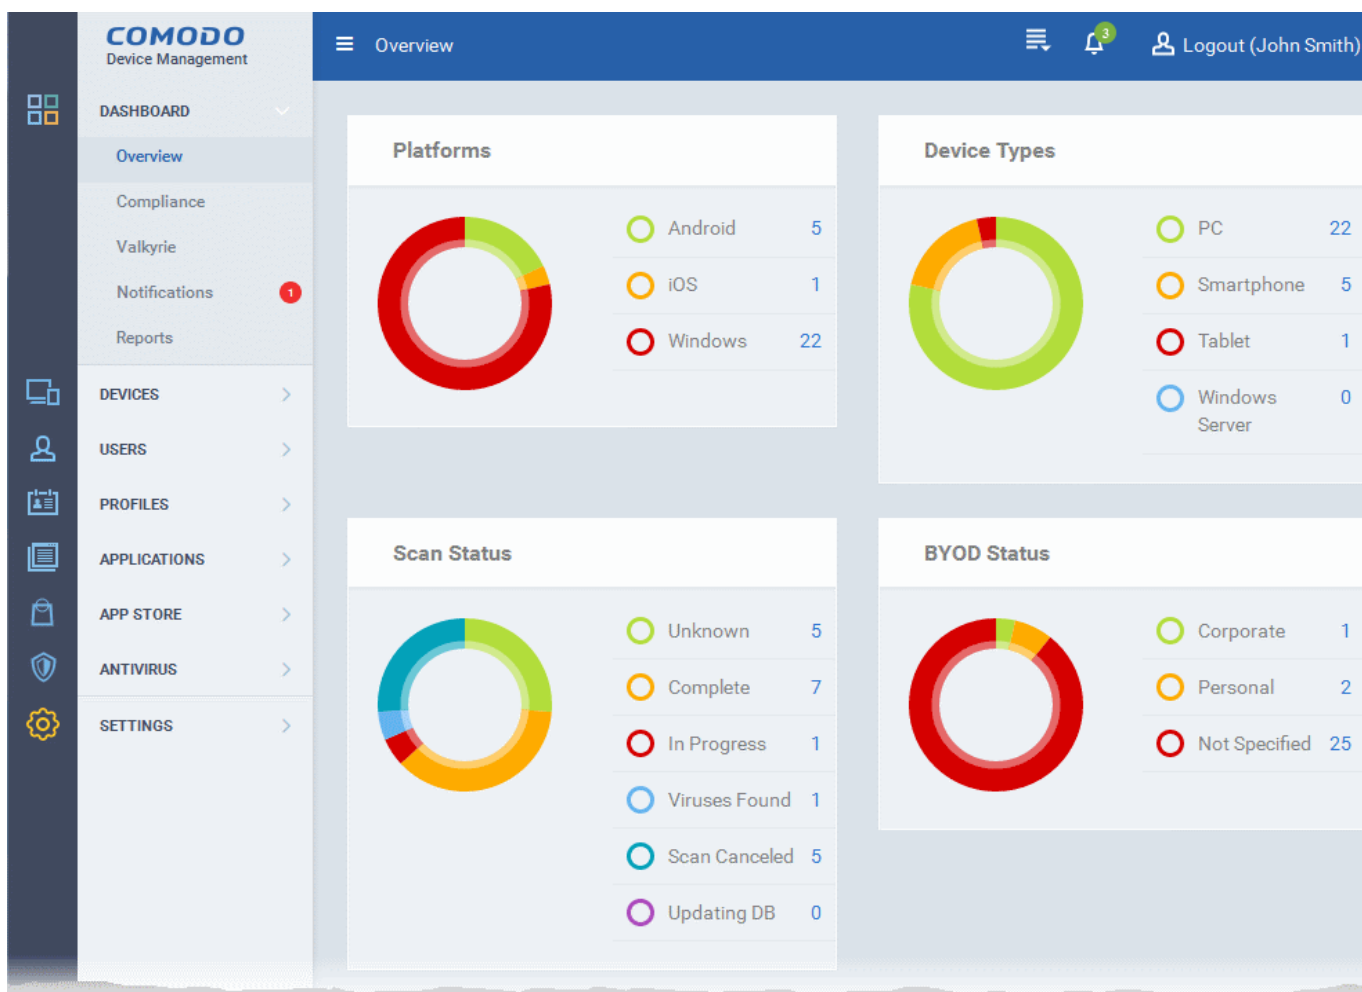 COMODO
Device Management
Overview
3
Logout (John Smith)
DASHBOARD
Overview
Compliance
Valkyrie
Notifications 1
Reports
DEVICES
USERS
PROFILES
APPLICATIONS
APP STORE
ANTIVIRUS
SETTINGS
Platforms
Android 5
iOS 1
Windows 22
Device Types
PC 22
Smartphone 5
Tablet 1
Windows 0
Server
Scan Status
Unknown 5
Complete 7
In Progress 1
Viruses Found 1
Scan Canceled 5
Updating DB 0
BYOD Status
Corporate 1
Personal 2
Not Specified 25